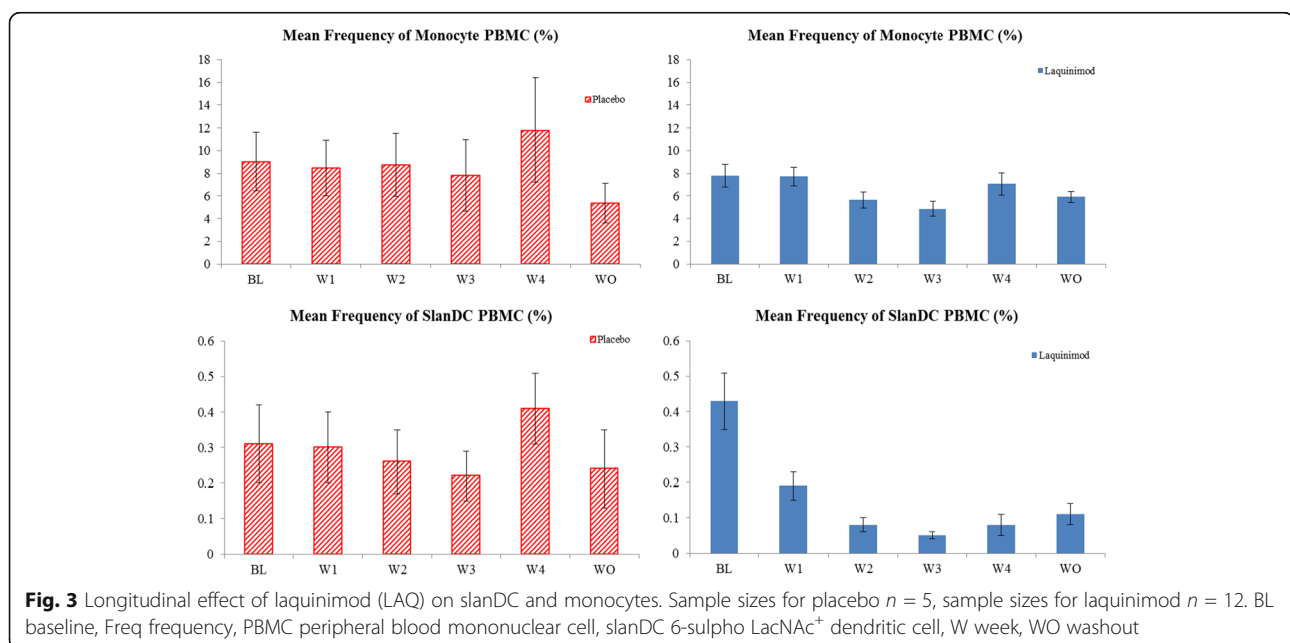 Mean Frequency of Monocyte PBMC (%)
18
16
14
12
10
8
6
4
2
0
Placebo
BL W1 W2 W3 W4 WO
Mean Frequency of Monocyte PBMC (%)
18
16
14
12
10
8
6
4
2
0
Laquinimod
BL W1 W2 W3 W4 WO
Mean Frequency of SlanDC PBMC (%)
0.6
0.5
0.4
0.3
0.2
0.1
0
Placebo
BL W1 W2 W3 W4 WO
Mean Frequency of SlanDC PBMC (%)
0.6
0.5
0.4
0.3
0.2
0.1
0
Laquinimod
BL W1 W2 W3 W4 WO
Fig. 3 Longitudinal effect of laquinimod (LAQ) on slanDC and monocytes. Sample sizes for placebo n = 5, sample sizes for laquinimod n = 12. BL
baseline, Freq frequency, PBMC peripheral blood mononuclear cell, slanDC 6-sulpho LacNAc⁺ dendritic cell, W week, WO washout